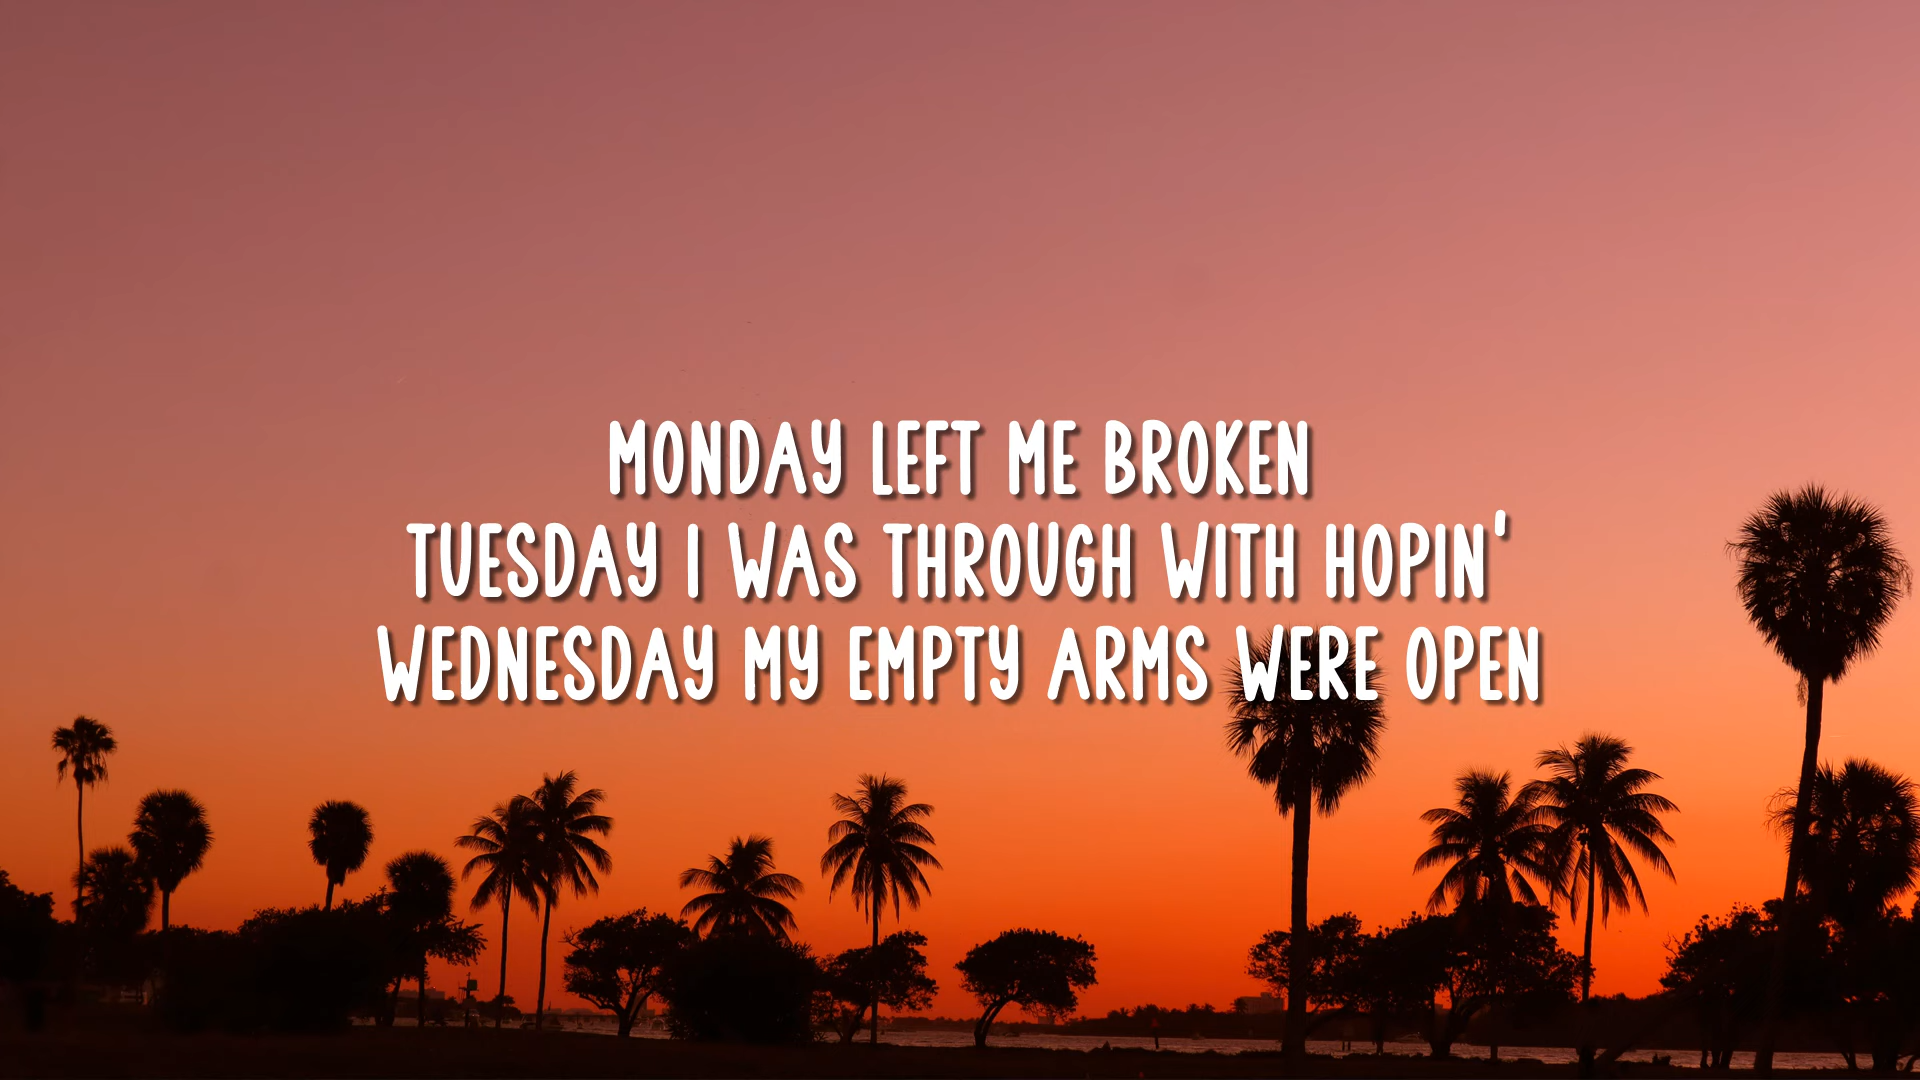 MONDAY LEFT ME BROKEN
TUESDAY I WAS THROUGH WITH HOPIN'
WEDNESDAY MY EMPTY ARMS WERE OPEN